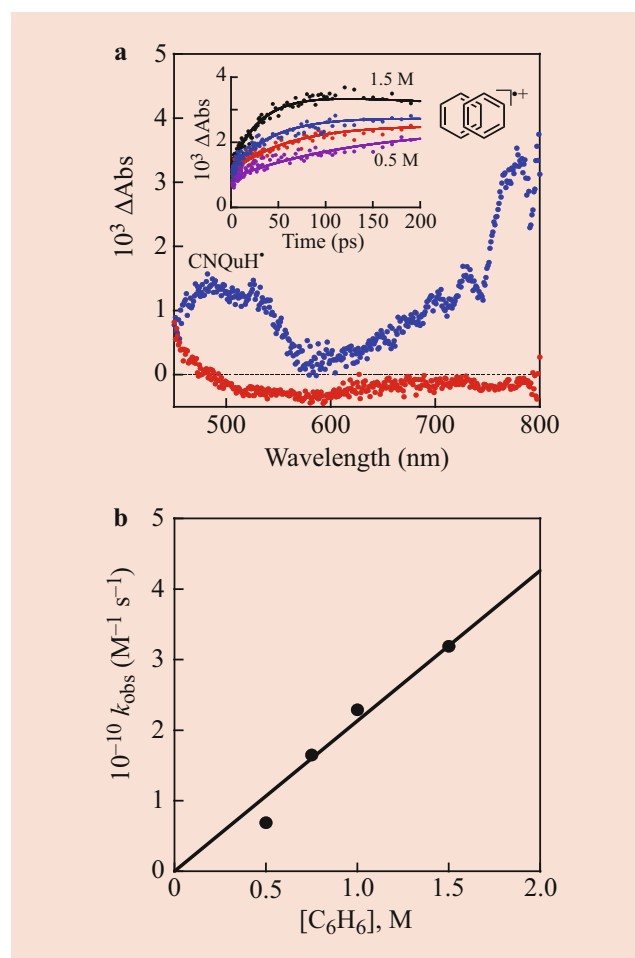 a
5
4
3
2
1
0
10³ ΔAbs
500
600
700
800
Wavelength (nm)
CNQuH•
4
2
0
10³ ΔAbs
0
50
100
150
200
Time (ps)
1.5 M
0.5 M
•+
b
5
4
3
2
1
0
10⁻¹⁰ k_obs (M⁻¹ s⁻¹)
0
0.5
1.0
1.5
2.0
[C₆H₆], M